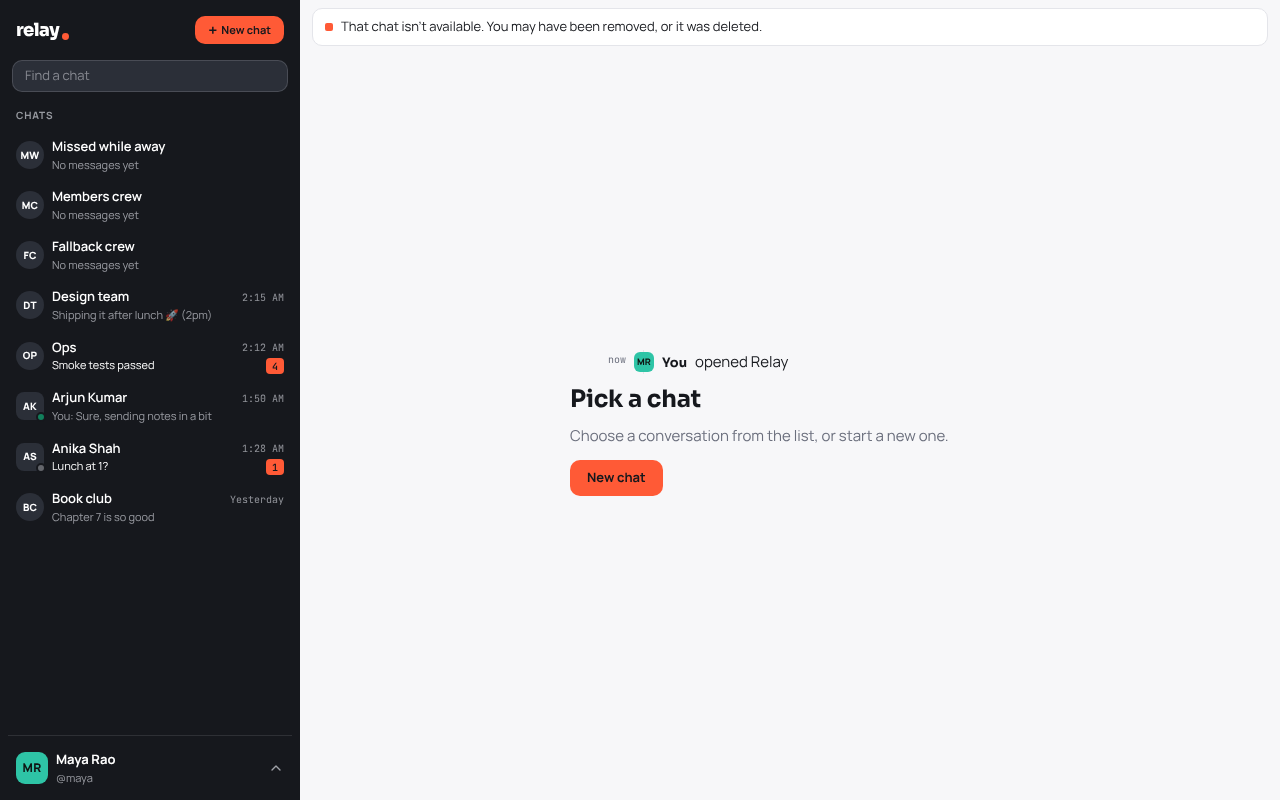 relay
+ New chat
Find a chat
CHATS
MW
Missed while away
No messages yet
MC
Members crew
No messages yet
FC
Fallback crew
No messages yet
DT
Design team
2:15 AM
Shipping it after lunch 🚀 (2pm)
OP
Ops
2:12 AM
Smoke tests passed
4
AK
Arjun Kumar
1:50 AM
You: Sure, sending notes in a bit
AS
Anika Shah
1:28 AM
Lunch at 1?
1
BC
Book club
Yesterday
Chapter 7 is so good
MR
Maya Rao
@maya
That chat isn't available. You may have been removed, or it was deleted.
now MR You opened Relay
Pick a chat
Choose a conversation from the list, or start a new one.
New chat